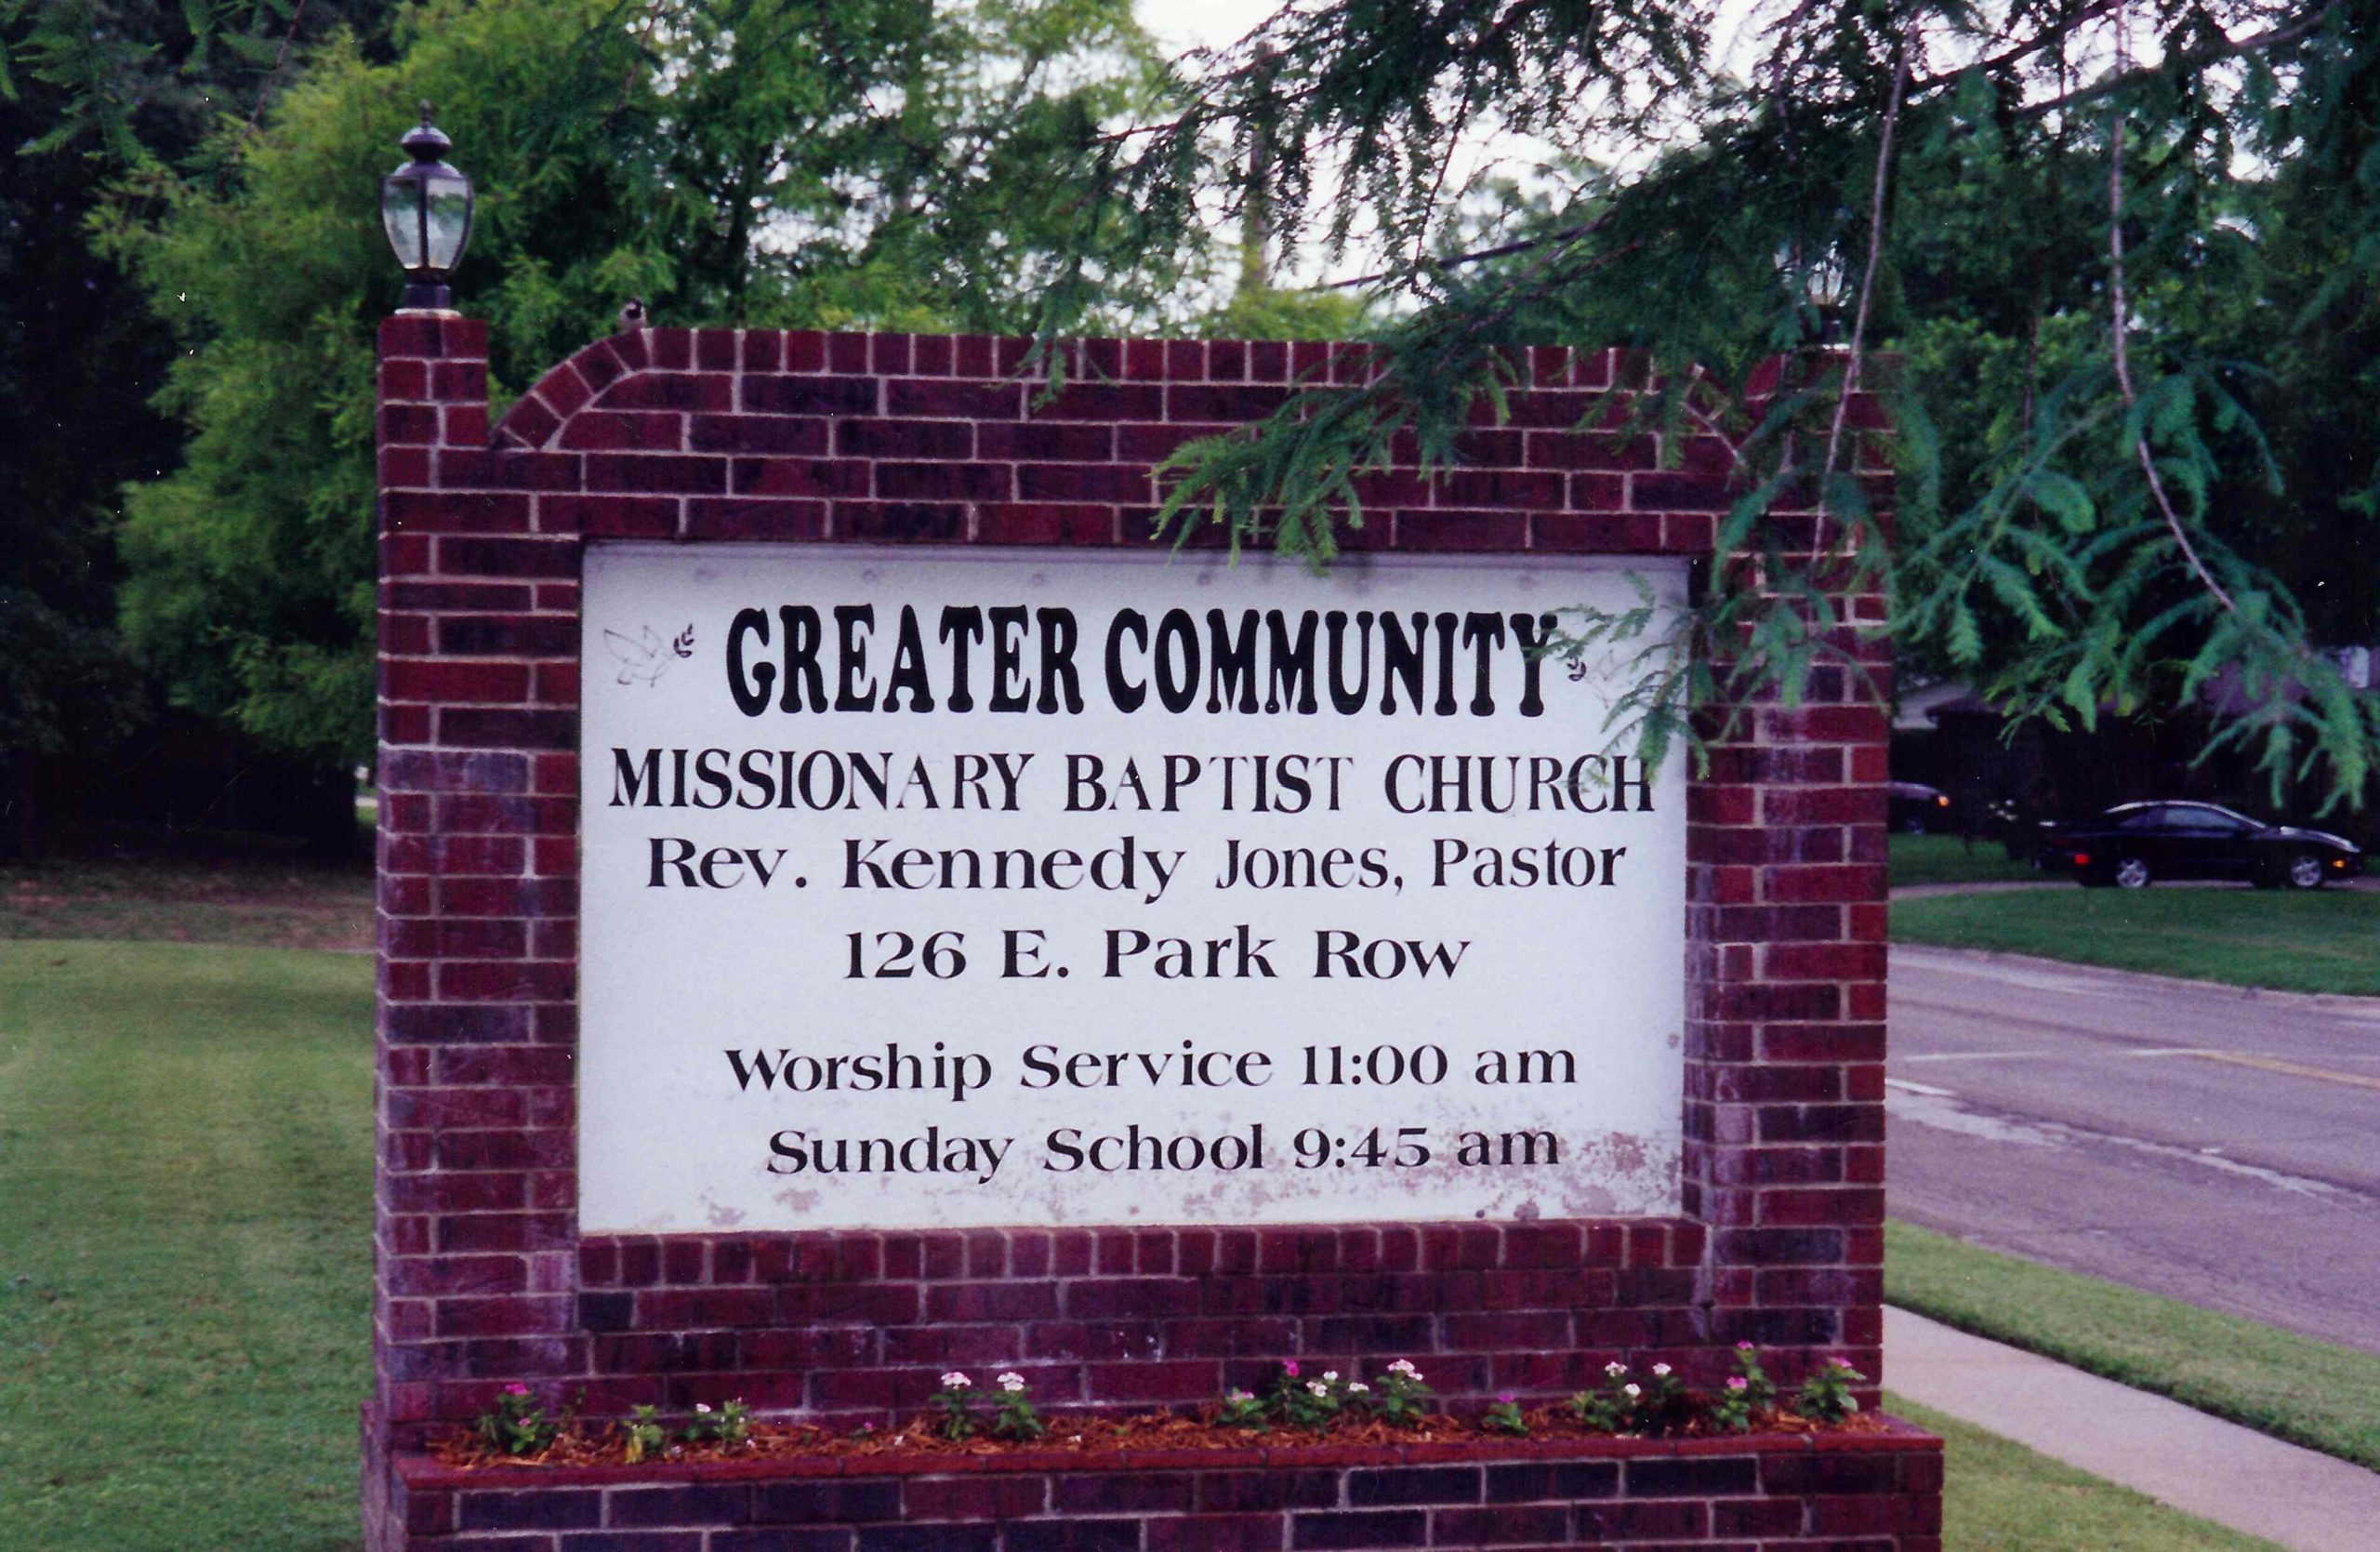 GREATER COMMUNITY
MISSIONARY BAPTIST CHURCH
Rev. Kennedy Jones, Pastor
126 E. Park Row
Worship Service 11:00 am
Sunday School 9:45 am